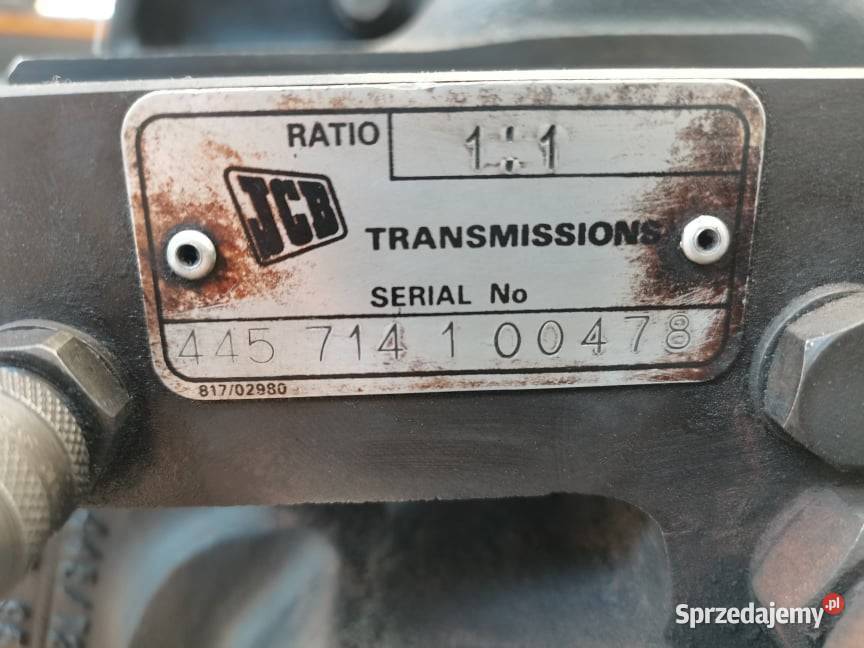 RATIO 1:1
JCB
TRANSMISSIONS
SERIAL No
445 714 1 00478
817/02980
Sprzedajemy.pl